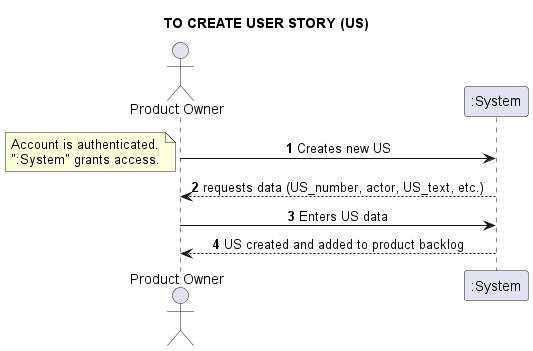 TO CREATE USER STORY (US)
Product Owner
:System
Account is authenticated.
":System" grants access.
1 Creates new US
2 requests data (US_number, actor, US_text, etc.)
3 Enters US data
4 US created and added to product backlog
Product Owner
:System